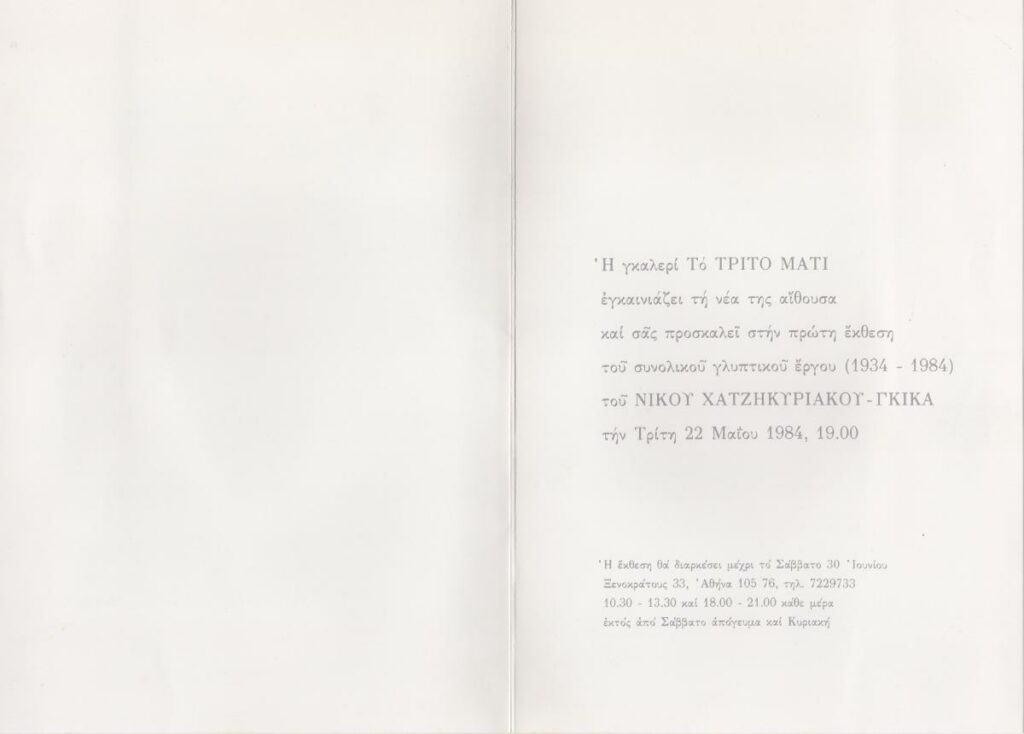 Ἡ γκαλερί Τό ΤΡΙΤΟ ΜΑΤΙ
ἐγκαινιάζει τή νέα της αἴθουσα
καί σᾶς προσκαλεῖ στήν πρώτη ἔκθεση
τοῦ συνολικοῦ γλυπτικοῦ ἔργου (1934 - 1984)
τοῦ ΝΙΚΟΥ ΧΑΤΖΗΚΥΡΙΑΚΟΥ-ΓΚΙΚΑ
τήν Τρίτη 22 Μαΐου 1984, 19.00
Ἡ ἔκθεση θά διαρκέσει μέχρι τό Σάββατο 30 Ἰουνίου
Ξενοκράτους 33, Ἀθήνα 105 76, τηλ. 7229733
10.30 - 13.30 καί 18.00 - 21.00 κάθε μέρα
ἐκτός ἀπό Σάββατο ἀπόγευμα καί Κυριακή